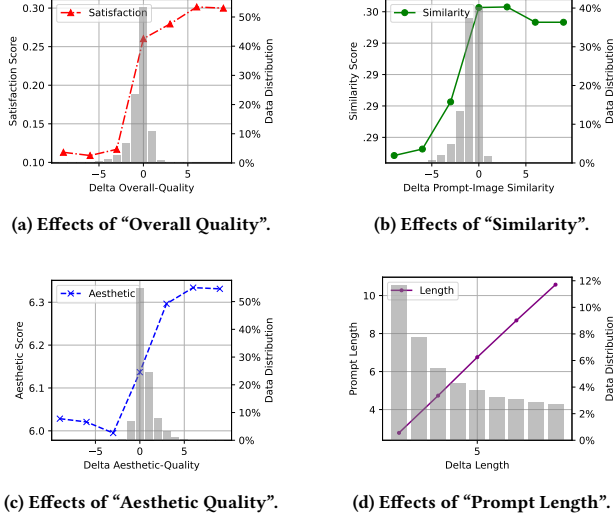 0.30
0.25
0.20
0.15
0.10
Satisfaction Score
Satisfaction
50%
40%
30%
20%
10%
0%
Data Distribution
−5 0 5
Delta Overall-Quality
(a) Effects of “Overall Quality”.
.30
.29
.29
.29
.29
Similarity Score
Similarity
40%
30%
20%
10%
0%
Data Distribution
−5 0 5
Delta Prompt-Image Similarity
(b) Effects of “Similarity”.
6.3
6.2
6.1
6.0
Aesthetic Score
Aesthetic
50%
40%
30%
20%
10%
0%
Data Distribution
−5 0 5
Delta Aesthetic-Quality
(c) Effects of “Aesthetic Quality”.
10
8
6
4
Prompt Length
Length
12%
10%
8%
6%
4%
2%
0%
Data Distribution
5
Delta Length
(d) Effects of “Prompt Length”.